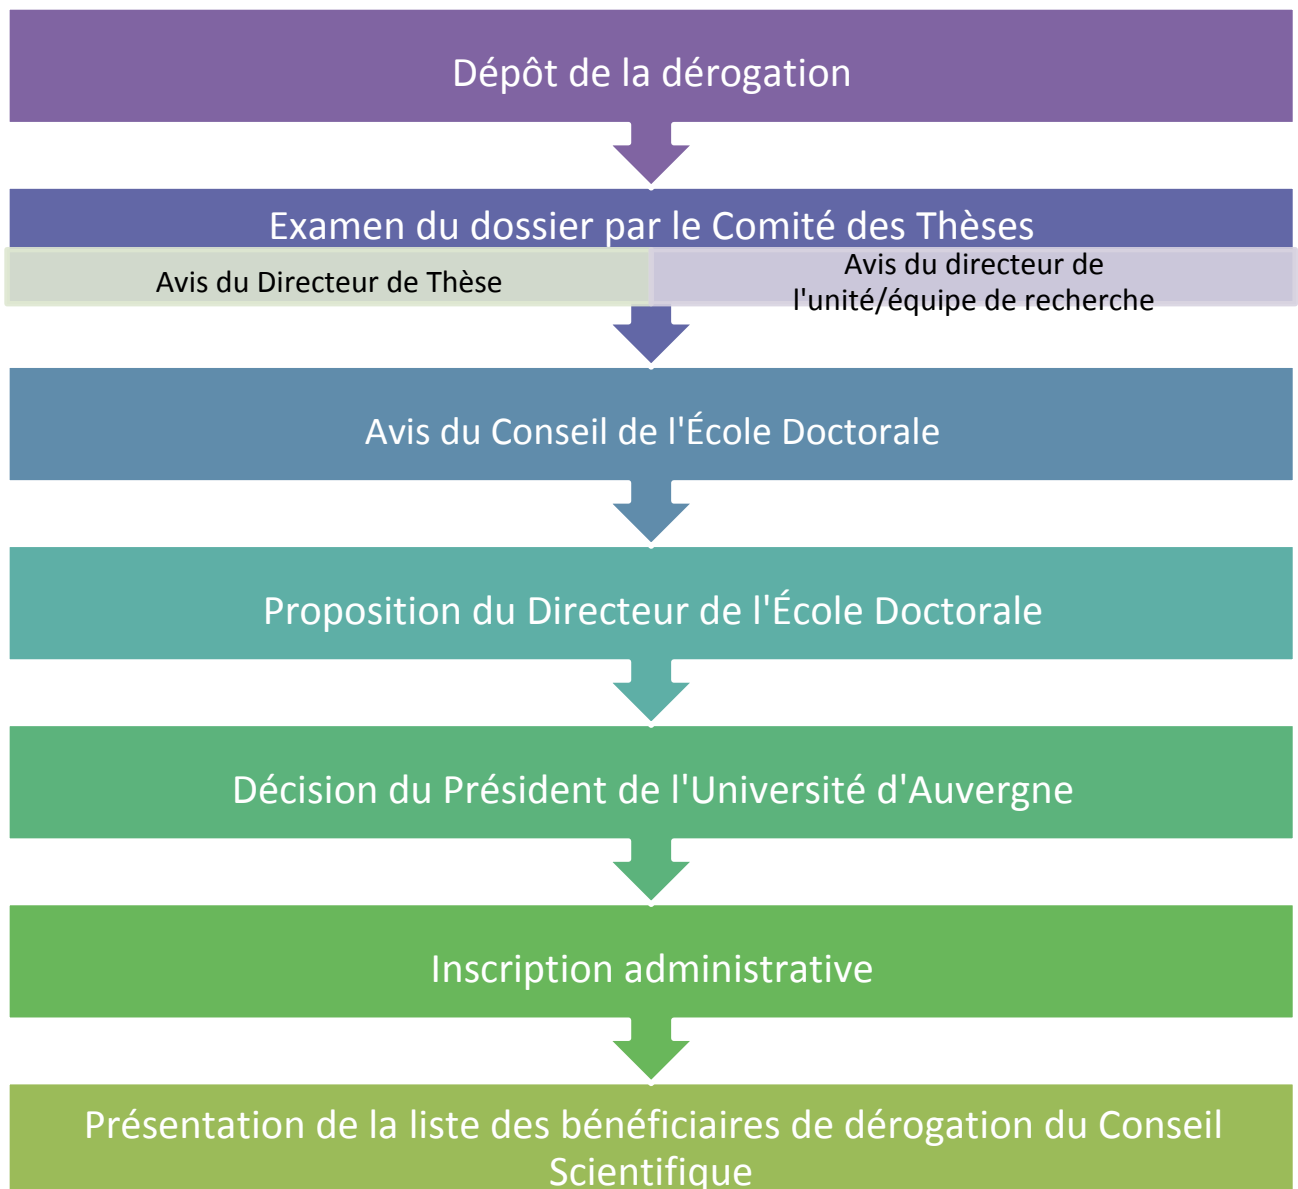 Dépôt de la dérogation
Examen du dossier par le Comité des Thèses
Avis du Directeur de Thèse
Avis du directeur de
l'unité/équipe de recherche
Avis du Conseil de l'École Doctorale
Proposition du Directeur de l'École Doctorale
Décision du Président de l'Université d'Auvergne
Inscription administrative
Présentation de la liste des bénéficiaires de dérogation du Conseil
Scientifique